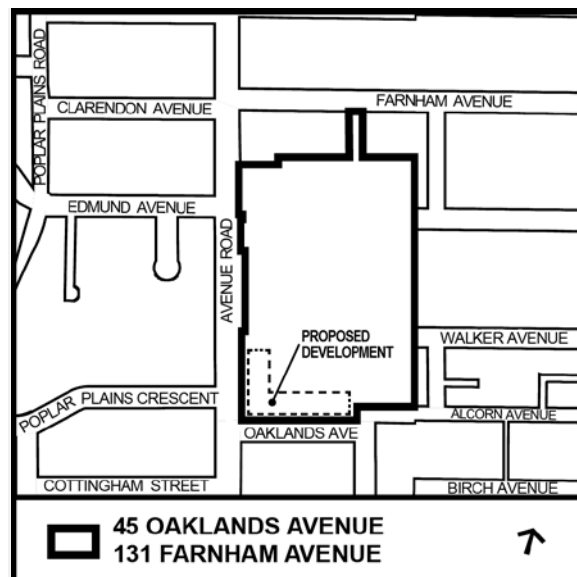 POPLAR PLAINS ROAD
CLARENDON AVENUE
FARNHAM AVENUE
EDMUND AVENUE
AVENUE ROAD
PROPOSED
DEVELOPMENT
WALKER AVENUE
POPLAR PLAINS CRESCENT
ALCORN AVENUE
OAKLANDS AVE
COTTINGHAM STREET
BIRCH AVENUE
45 OAKLANDS AVENUE
131 FARNHAM AVENUE